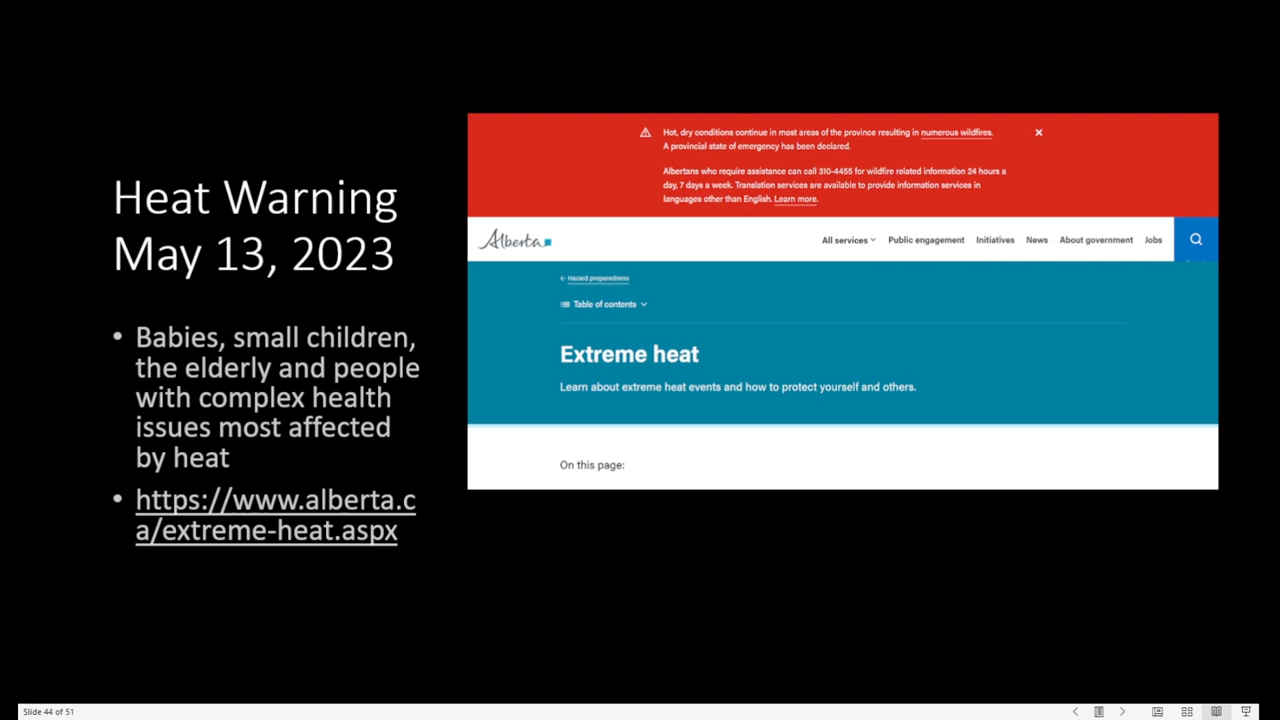 Heat Warning
May 13, 2023
• Babies, small children,
the elderly and people
with complex health
issues most affected
by heat
• https://www.alberta.c
a/extreme-heat.aspx
Hot, dry conditions continue in most areas of the province resulting in numerous wildfires.
A provincial state of emergency has been declared.
Albertans who require assistance can call 310-4455 for wildfire related information 24 hours a
day, 7 days a week. Translation services are available to provide information services in
languages other than English. Learn more.
Alberta
All services Public engagement Initiatives News About government Jobs
← Hazard preparedness
Table of contents
Extreme heat
Learn about extreme heat events and how to protect yourself and others.
On this page:
Slide 44 of 51